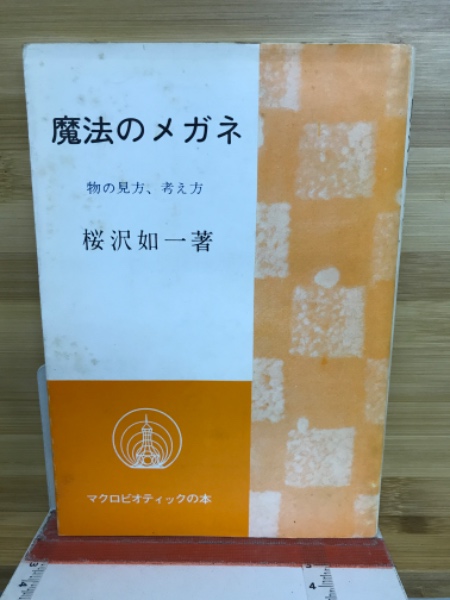 魔法のメガネ
物の見方、考え方
桜沢如一著
マクロビオティックの本
4